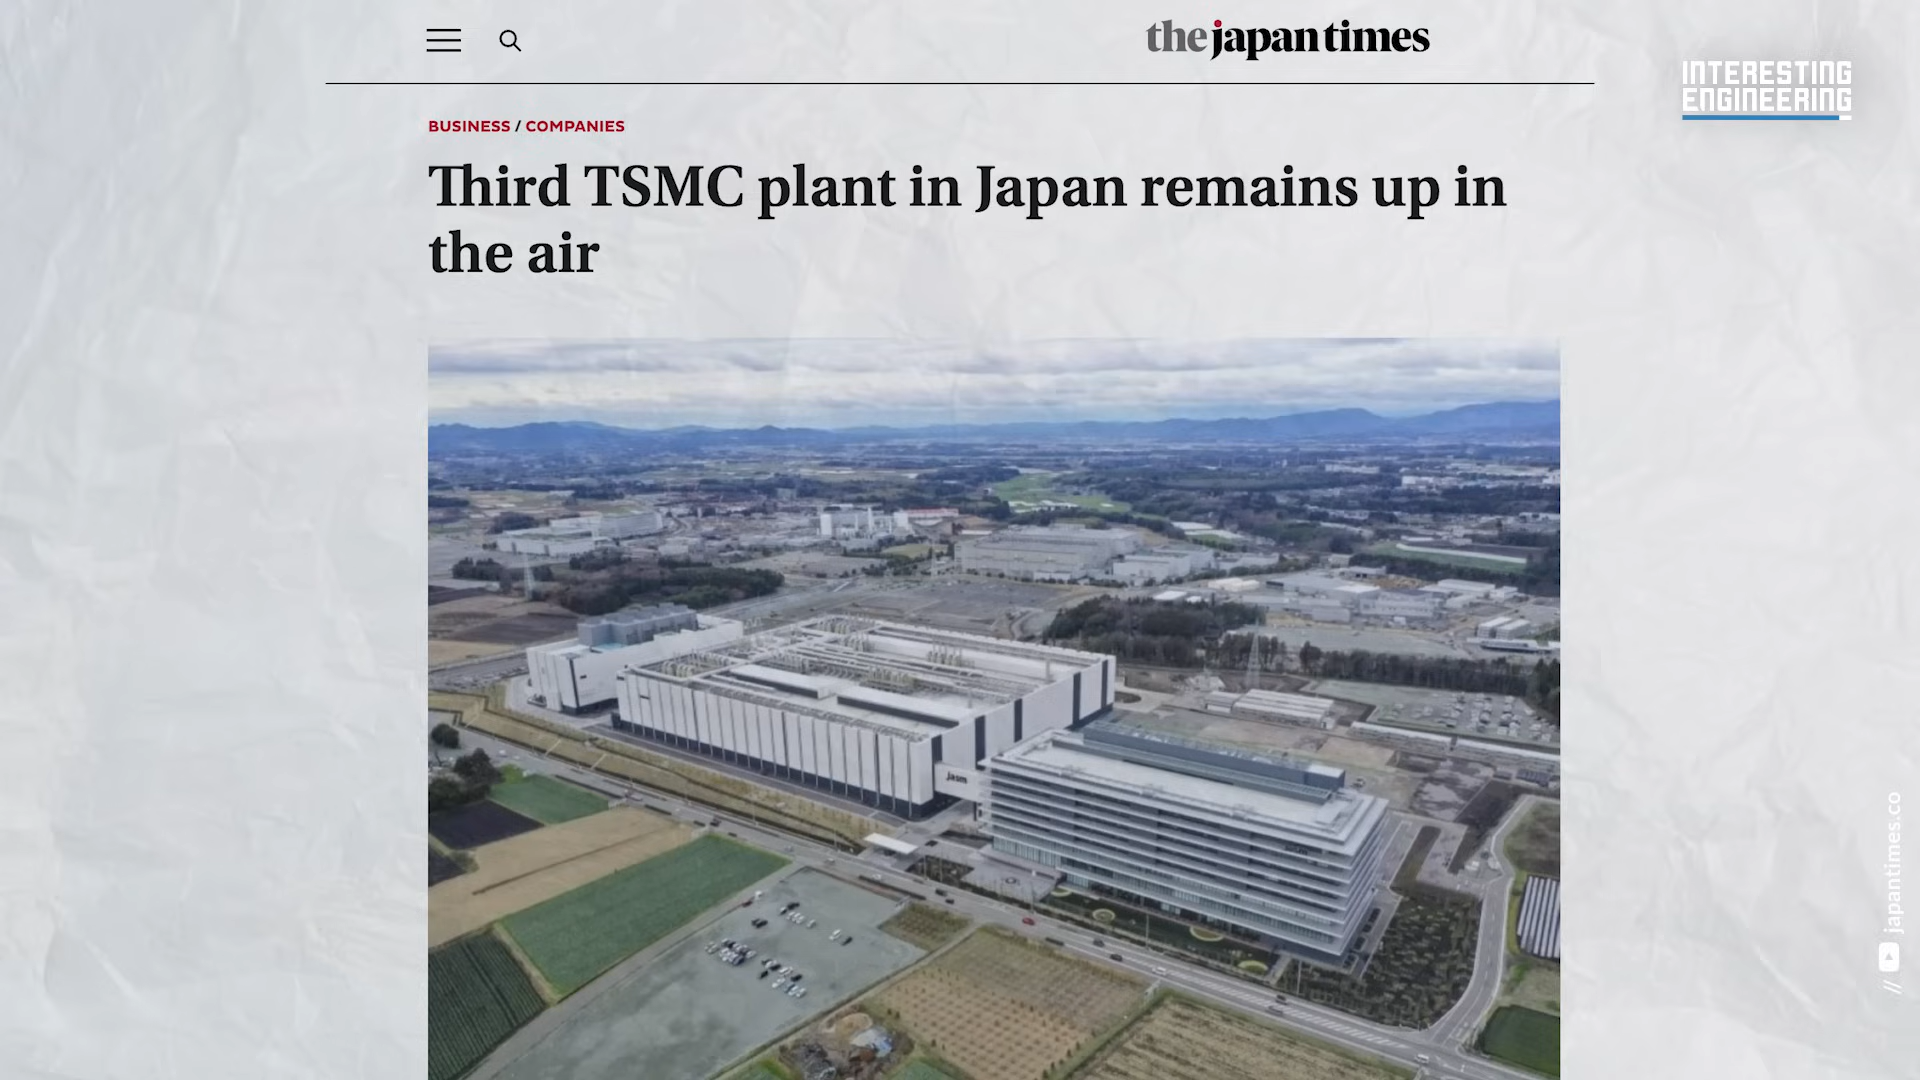 the japan times
INTERESTING
ENGINEERING
BUSINESS / COMPANIES
Third TSMC plant in Japan remains up in
the air
jasm
// japantimes.co